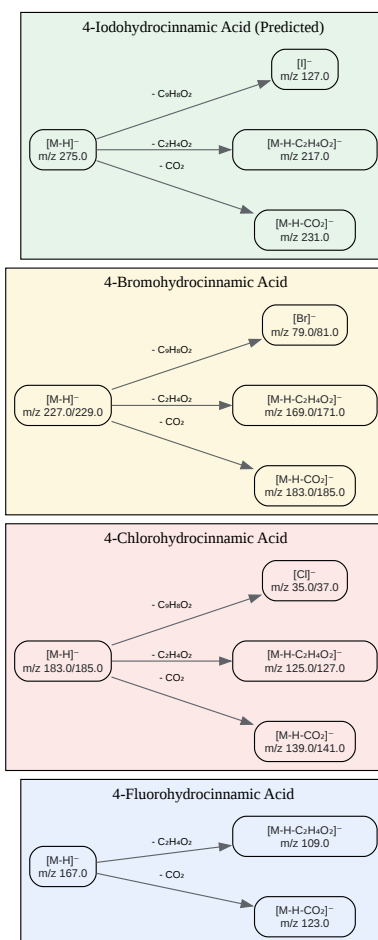 4-Iodohydrocinnamic Acid (Predicted)
[I]⁻
m/z 127.0
- C₉H₈O₂
[M-H]⁻
m/z 275.0
- C₂H₄O₂
[M-H-C₂H₄O₂]⁻
m/z 217.0
- CO₂
[M-H-CO₂]⁻
m/z 231.0
4-Bromohydrocinnamic Acid
[Br]⁻
m/z 79.0/81.0
- C₉H₈O₂
[M-H]⁻
m/z 227.0/229.0
- C₂H₄O₂
[M-H-C₂H₄O₂]⁻
m/z 169.0/171.0
- CO₂
[M-H-CO₂]⁻
m/z 183.0/185.0
4-Chlorohydrocinnamic Acid
[Cl]⁻
m/z 35.0/37.0
- C₉H₈O₂
[M-H]⁻
m/z 183.0/185.0
- C₂H₄O₂
[M-H-C₂H₄O₂]⁻
m/z 125.0/127.0
- CO₂
[M-H-CO₂]⁻
m/z 139.0/141.0
4-Fluorohydrocinnamic Acid
[M-H-C₂H₄O₂]⁻
m/z 109.0
- C₂H₄O₂
[M-H]⁻
m/z 167.0
- CO₂
[M-H-CO₂]⁻
m/z 123.0